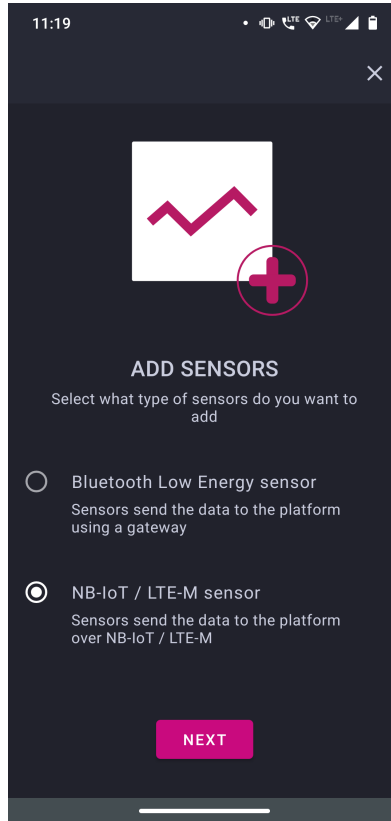 11:19
LTE LTE+
ADD SENSORS
Select what type of sensors do you want to
add
Bluetooth Low Energy sensor
Sensors send the data to the platform
using a gateway
NB-IoT / LTE-M sensor
Sensors send the data to the platform
over NB-IoT / LTE-M
NEXT